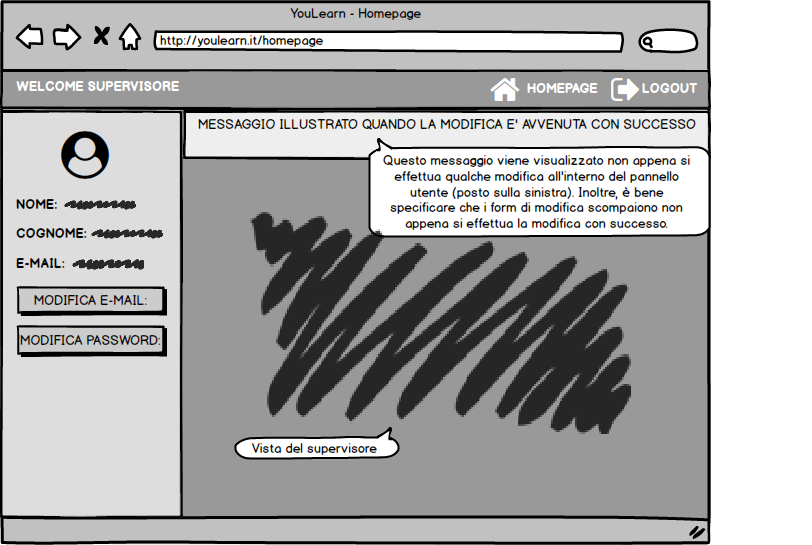 YouLearn - Homepage
http://youlearn.it/homepage
WELCOME SUPERVISORE
HOMEPAGE
LOGOUT
MESSAGGIO ILLUSTRATO QUANDO LA MODIFICA E' AVVENUTA CON SUCCESSO
Questo messaggio viene visualizzato non appena si
effettua qualche modifica all'interno del pannello
utente (posto sulla sinistra). Inoltre, è bene
specificare che i form di modifica scompaiono non
appena si effettua la modifica con successo.
NOME:
COGNOME:
E-MAIL:
MODIFICA E-MAIL:
MODIFICA PASSWORD:
Vista del supervisore